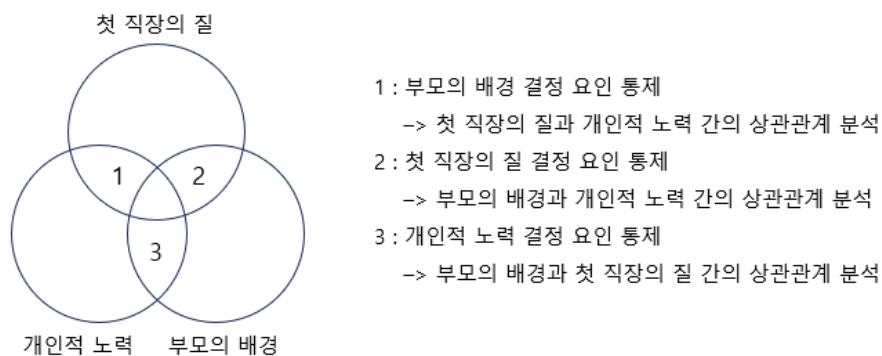 첫 직장의 질
1 : 부모의 배경 결정 요인 통제
–> 첫 직장의 질과 개인적 노력 간의 상관관계 분석
2 : 첫 직장의 질 결정 요인 통제
–> 부모의 배경과 개인적 노력 간의 상관관계 분석
3 : 개인적 노력 결정 요인 통제
–> 부모의 배경과 첫 직장의 질 간의 상관관계 분석
1 2
3
개인적 노력 부모의 배경